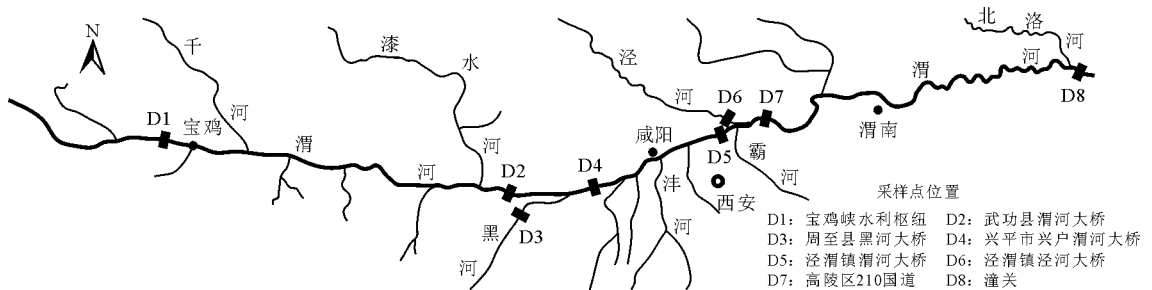 N
千
河
漆
水
河
泾
河
北
洛
河
渭
河
D1
宝鸡
渭
河
D2
黑
河
D3
D4
咸阳
沣
河
D5
D6
D7
霸
河
西安
渭南
D8
采样点位置
D1：宝鸡峡水利枢纽 D2：武功县渭河大桥
D3：周至县黑河大桥 D4：兴平市兴户渭河大桥
D5：泾渭镇渭河大桥 D6：泾渭镇泾河大桥
D7：高陵区210国道 D8：潼关